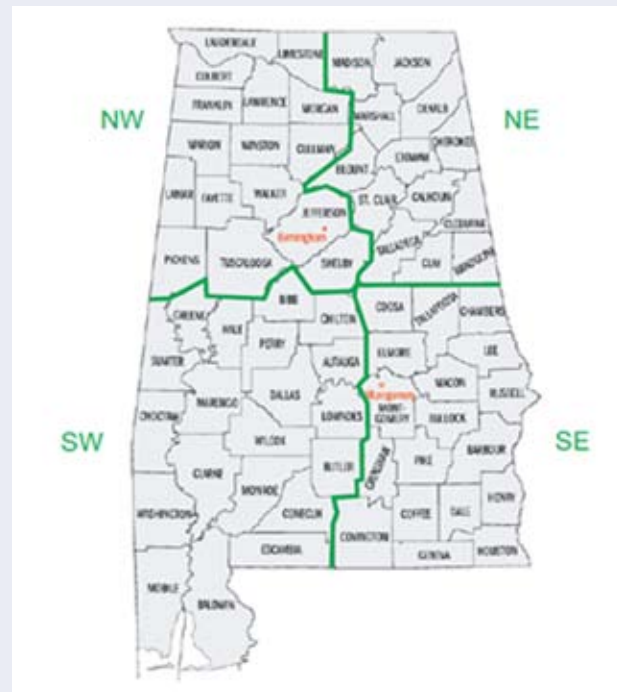 LAUDERDALE
LIMESTONE
MADISON
JACKSON
COLBERT
FRANKLIN
LAWRENCE
MORGAN
MARSHALL
DEKALB
NW
NE
MARION
WINSTON
CULLMAN
BLOUNT
ETOWAH
CHEROKEE
LAMAR
FAYETTE
WALKER
JEFFERSON
Birmingham
ST. CLAIR
CALHOUN
CLEBURNE
PICKENS
TUSCALOOSA
SHELBY
TALLADEGA
CLAY
RANDOLPH
GREENE
HALE
BIBB
CHILTON
COOSA
TALLAPOOSA
CHAMBERS
SUMTER
PERRY
AUTAUGA
ELMORE
LEE
MACON
RUSSELL
CHOCTAW
MARENGO
DALLAS
LOWNDES
Montgomery
MONT-
GOMERY
BULLOCK
SW
SE
WILCOX
CLARKE
BUTLER
CRENSHAW
PIKE
BARBOUR
MONROE
WASHINGTON
CONECUH
COFFEE
DALE
HENRY
ESCAMBIA
COVINGTON
GENEVA
HOUSTON
MOBILE
BALDWIN